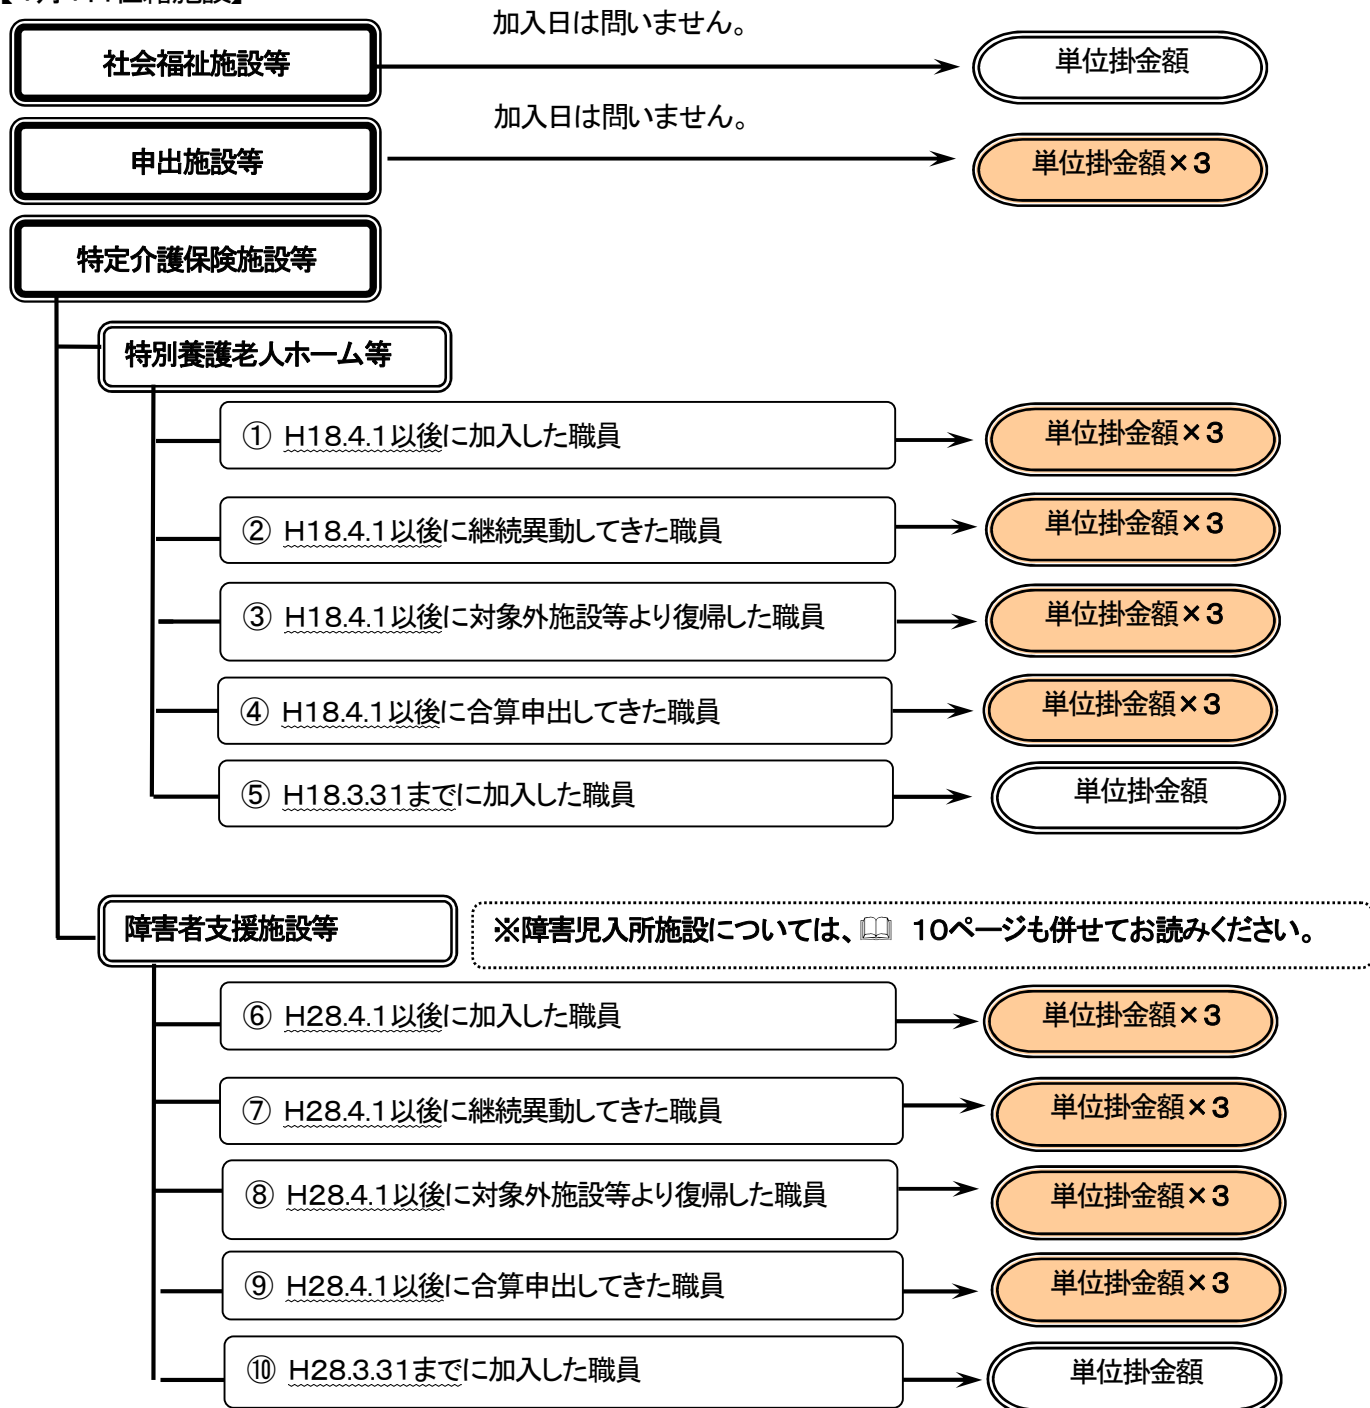 加入日は問いません。
社会福祉施設等
単位掛金額
加入日は問いません。
申出施設等
単位掛金額×3
特定介護保険施設等
特別養護老人ホーム等
① H18.4.1以後に加入した職員
単位掛金額×3
② H18.4.1以後に継続異動してきた職員
単位掛金額×3
③ H18.4.1以後に対象外施設等より復帰した職員
単位掛金額×3
④ H18.4.1以後に合算申出してきた職員
単位掛金額×3
⑤ H18.3.31までに加入した職員
単位掛金額
障害者支援施設等
※障害児入所施設については、🕮 10ページも併せてお読みください。
⑥ H28.4.1以後に加入した職員
単位掛金額×3
⑦ H28.4.1以後に継続異動してきた職員
単位掛金額×3
⑧ H28.4.1以後に対象外施設等より復帰した職員
単位掛金額×3
⑨ H28.4.1以後に合算申出してきた職員
単位掛金額×3
⑩ H28.3.31までに加入した職員
単位掛金額